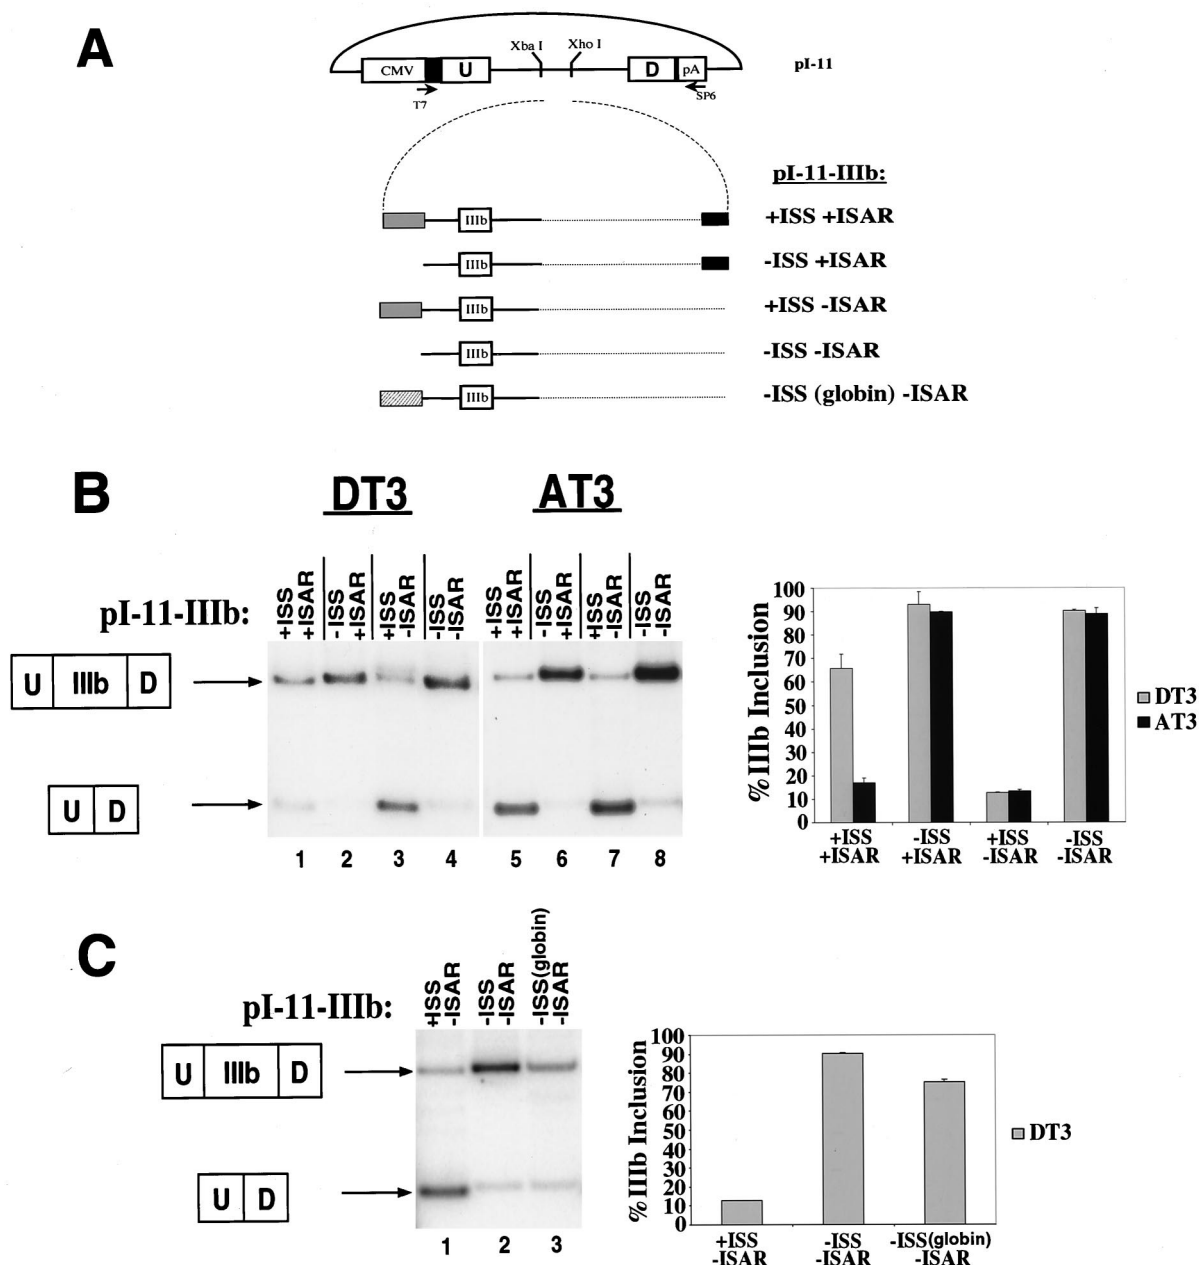 A
Xba I
Xho I
CMV
U
D
pA
pI-11
T7
SP6
pI-11-IIIb:
IIIb
+ISS +ISAR
IIIb
-ISS +ISAR
IIIb
+ISS -ISAR
IIIb
-ISS -ISAR
IIIb
-ISS (globin) -ISAR
B
DT3
AT3
pI-11-IIIb:
+ISS
+ISAR
-ISS
+ISAR
+ISS
-ISAR
-ISS
-ISAR
+ISS
+ISAR
-ISS
+ISAR
+ISS
-ISAR
-ISS
-ISAR
U IIIb D
U D
1 2 3 4 5 6 7 8
% IIIb Inclusion
100
90
80
70
60
50
40
30
20
10
0
+ISS
+ISAR
-ISS
+ISAR
+ISS
-ISAR
-ISS
-ISAR
DT3
AT3
C
pI-11-IIIb:
+ISS
-ISAR
-ISS
-ISAR
-ISS(globin)
-ISAR
U IIIb D
U D
1 2 3
% IIIb Inclusion
100
90
80
70
60
50
40
30
20
10
0
+ISS
-ISAR
-ISS
-ISAR
-ISS(globin)
-ISAR
DT3